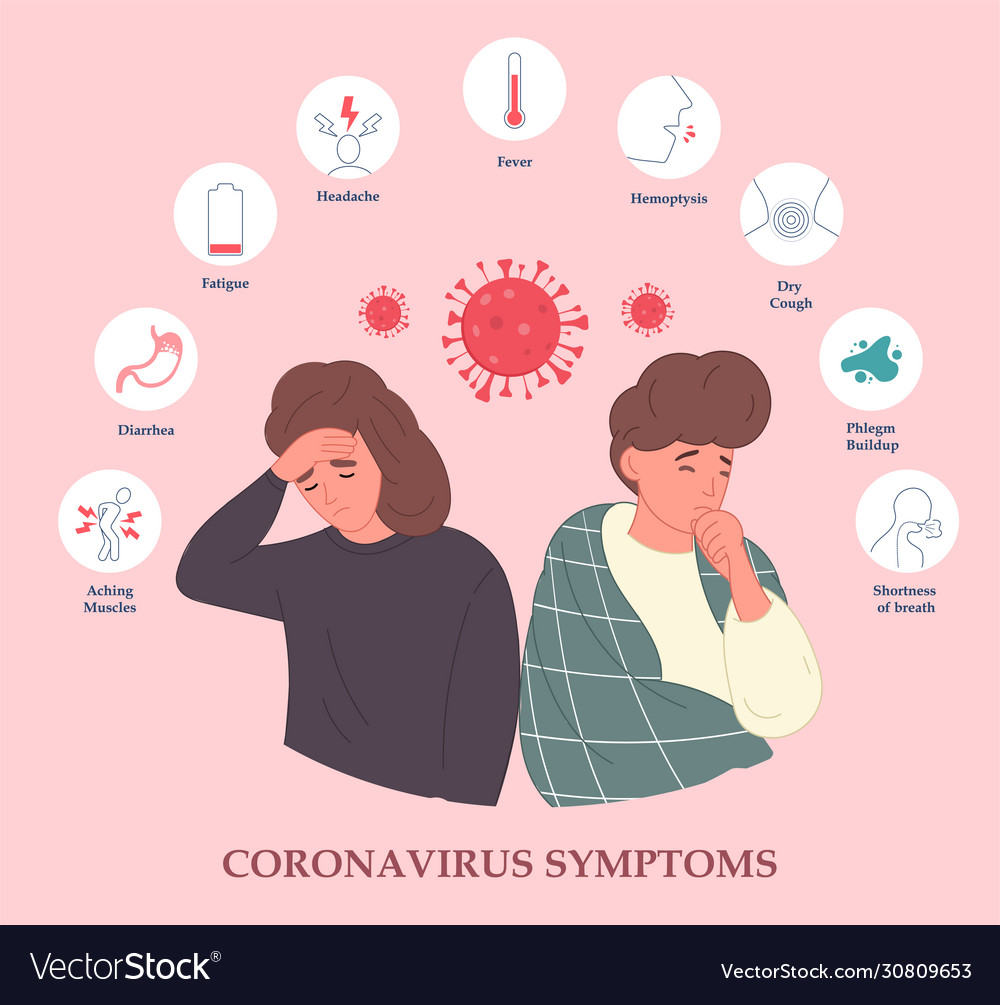 Fever
Headache
Hemoptysis
Fatigue
Dry
Cough
Diarrhea
Phlegm
Buildup
Aching
Muscles
Shortness
of breath
CORONAVIRUS SYMPTOMS
VectorStock®
VectorStock.com/30809653